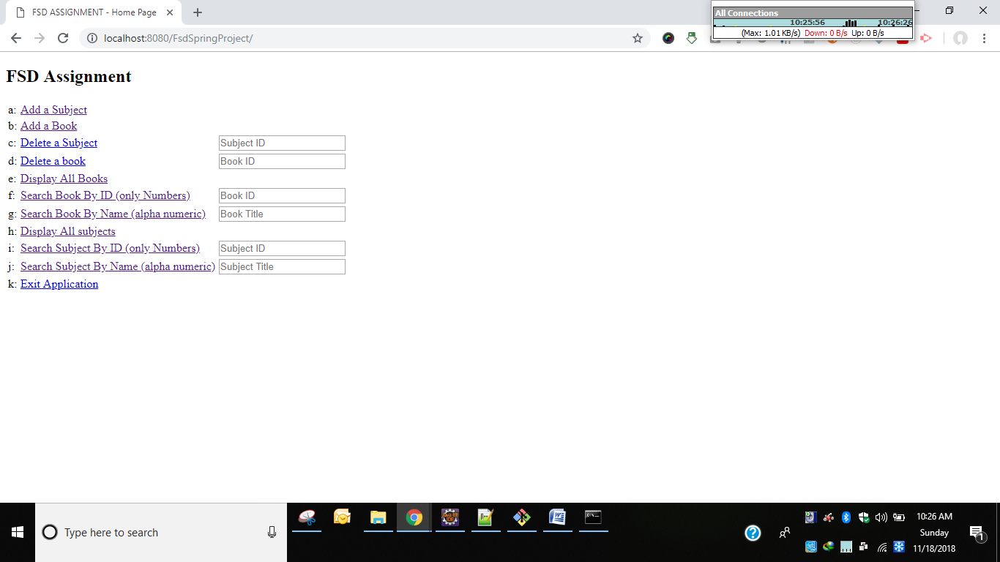 FSD ASSIGNMENT - Home Page
All Connections
10:25:56 10:26:26
(Max: 1.01 KB/s) Down: 0 B/s Up: 0 B/s
localhost:8080/FsdSpringProject/
FSD Assignment
a: Add a Subject
b: Add a Book
c: Delete a Subject Subject ID
d: Delete a book Book ID
e: Display All Books
f: Search Book By ID (only Numbers) Book ID
g: Search Book By Name (alpha numeric) Book Title
h: Display All subjects
i: Search Subject By ID (only Numbers) Subject ID
j: Search Subject By Name (alpha numeric) Subject Title
k: Exit Application
Type here to search
10:26 AM
Sunday
11/18/2018
1